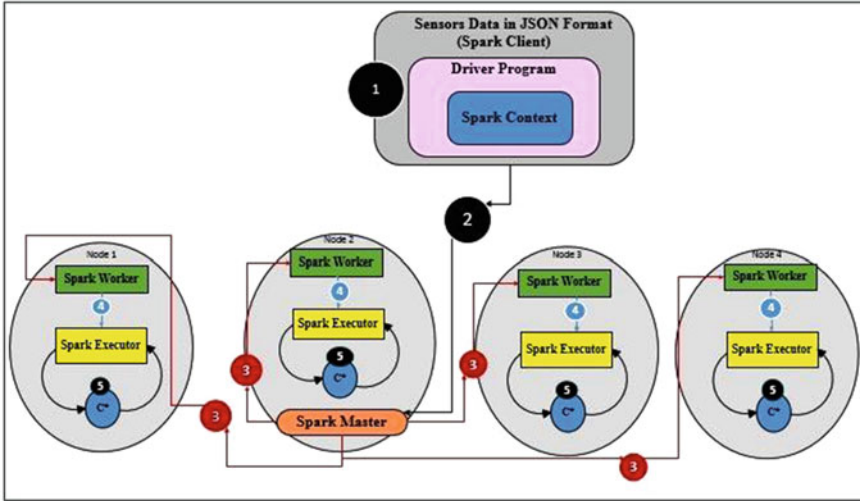 Sensors Data in JSON Format
(Spark Client)
Driver Program
1
Spark Context
2
Node 1
Node 2
Node 3
Node 4
Spark Worker
Spark Worker
Spark Worker
Spark Worker
4
4
4
4
Spark Executor
Spark Executor
Spark Executor
Spark Executor
3
3
5
5
5
5
C*
C*
C*
C*
3
Spark Master
3